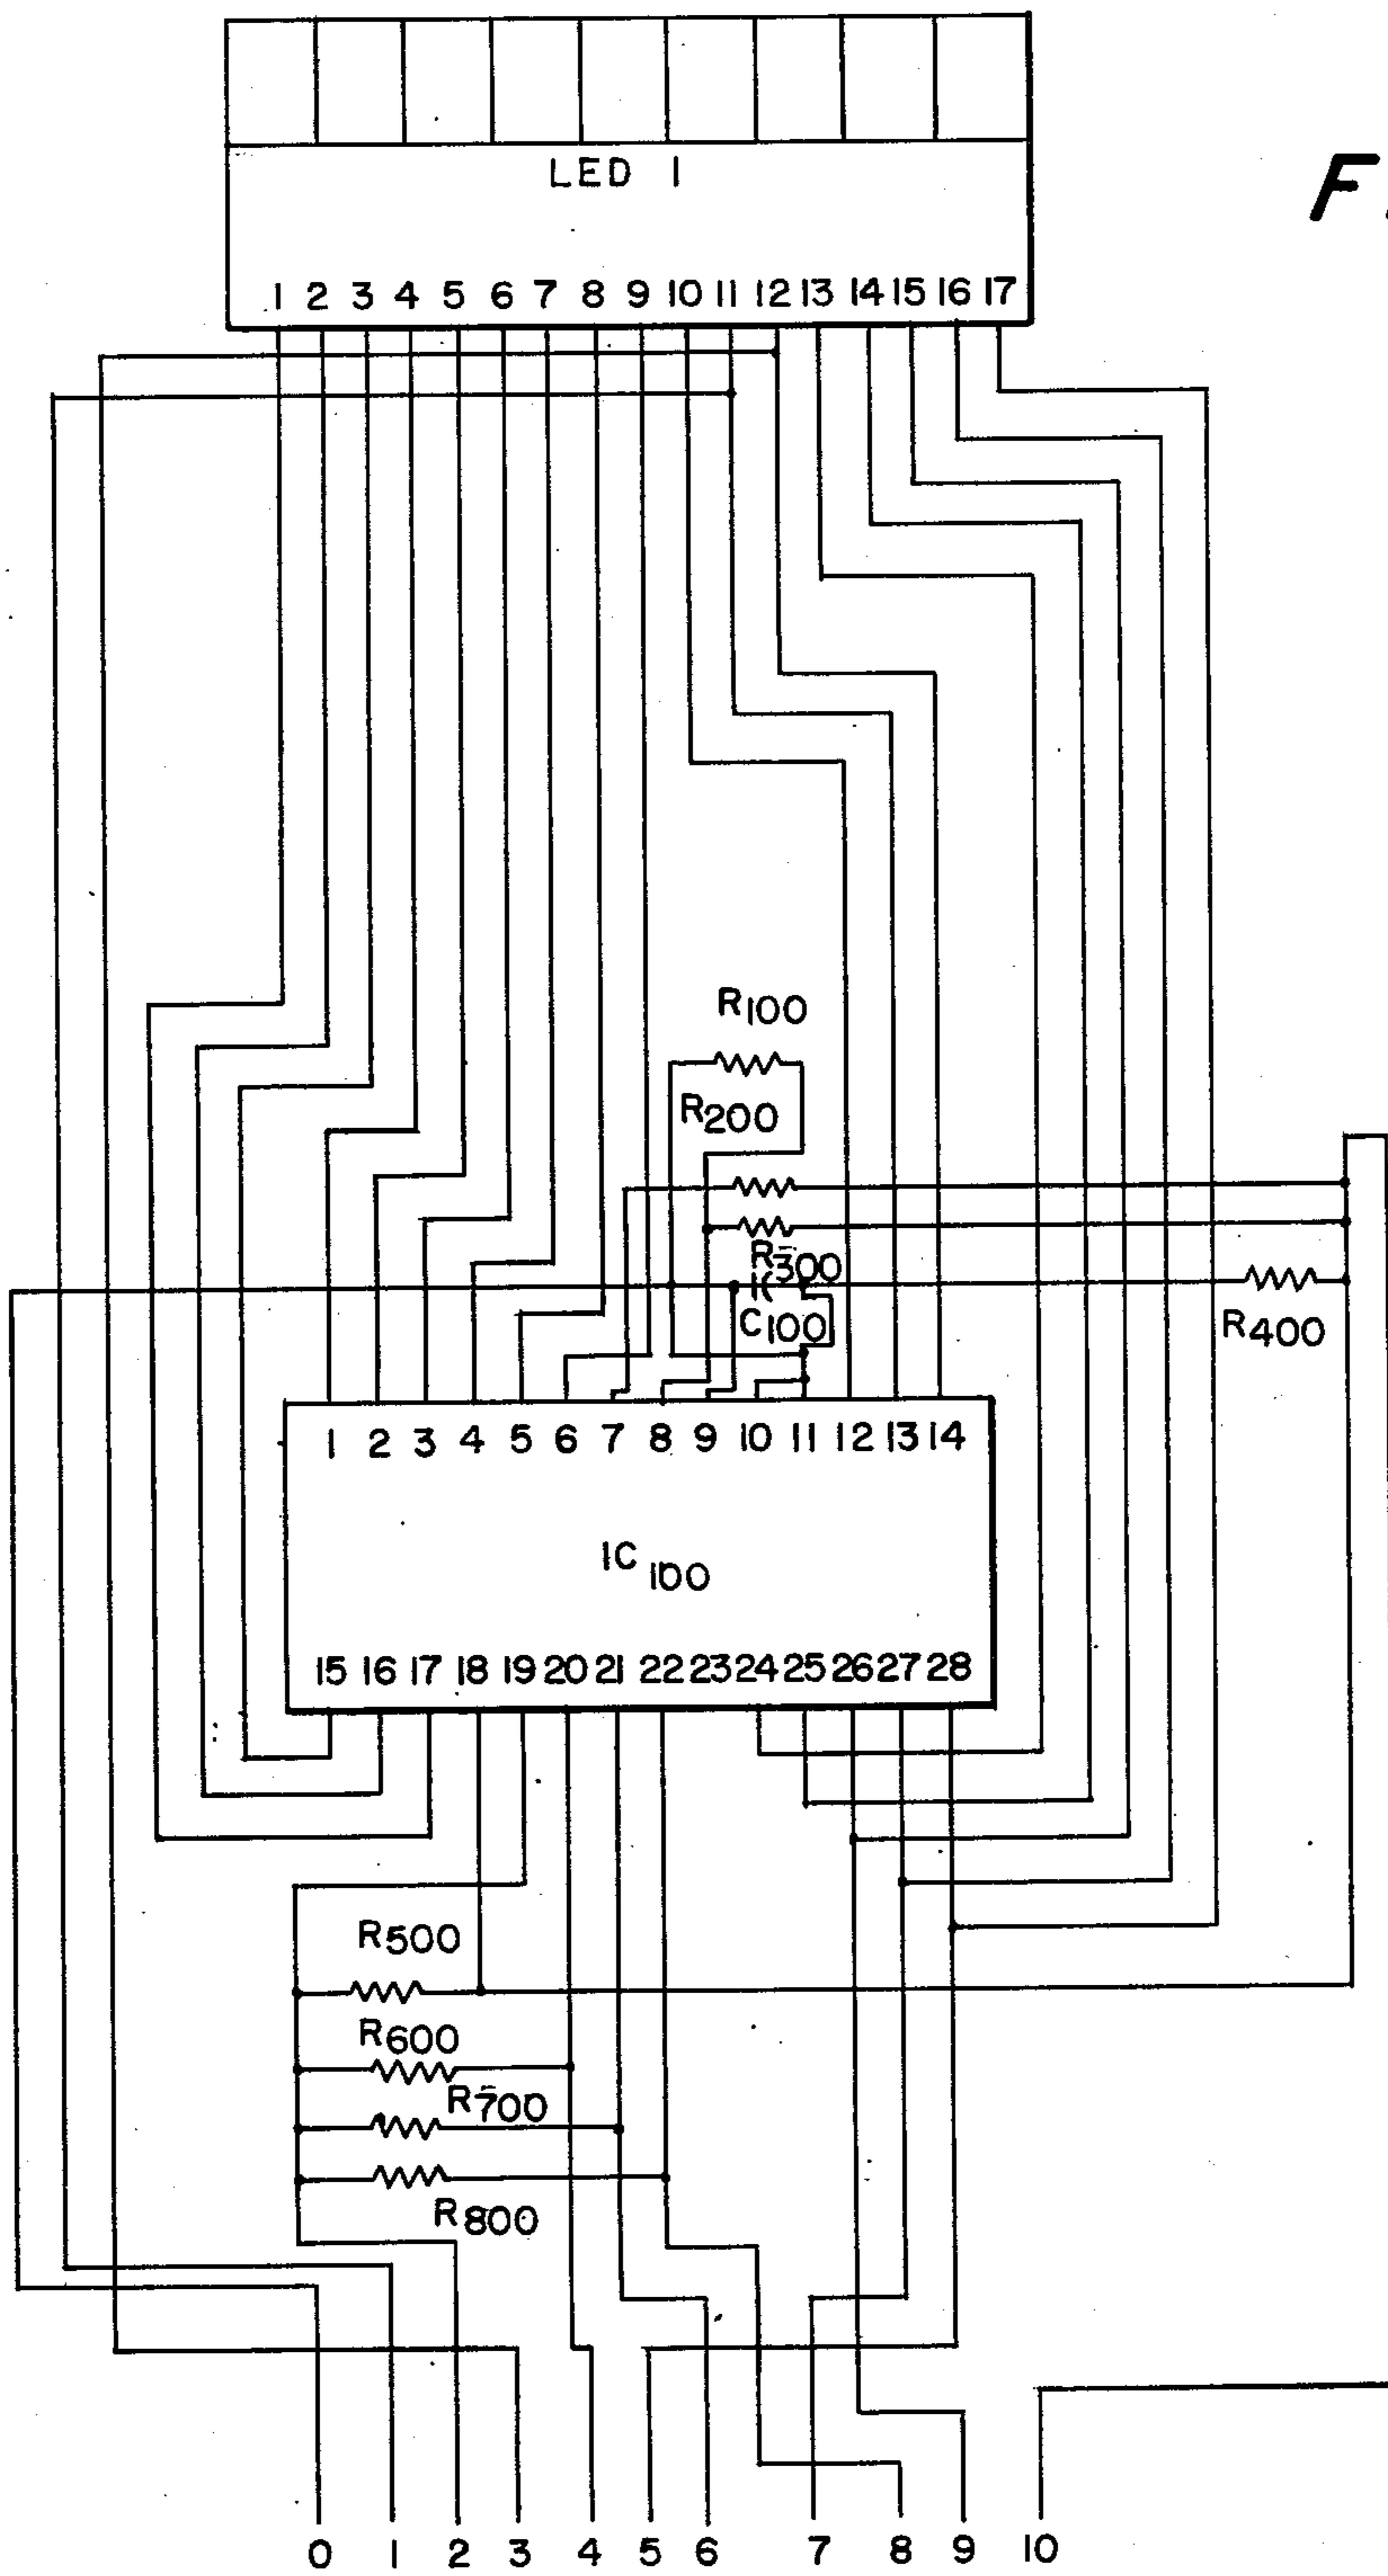 LED 1
F
1 2 3 4 5 6 7 8 9 10 11 12 13 14 15 16 17
R100
R200
R300
C100
R400
1 2 3 4 5 6 7 8 9 10 11 12 13 14
IC 100
15 16 17 18 19 20 21 22 23 24 25 26 27 28
R500
R600
R700
R800
0 1 2 3 4 5 6 7 8 9 10